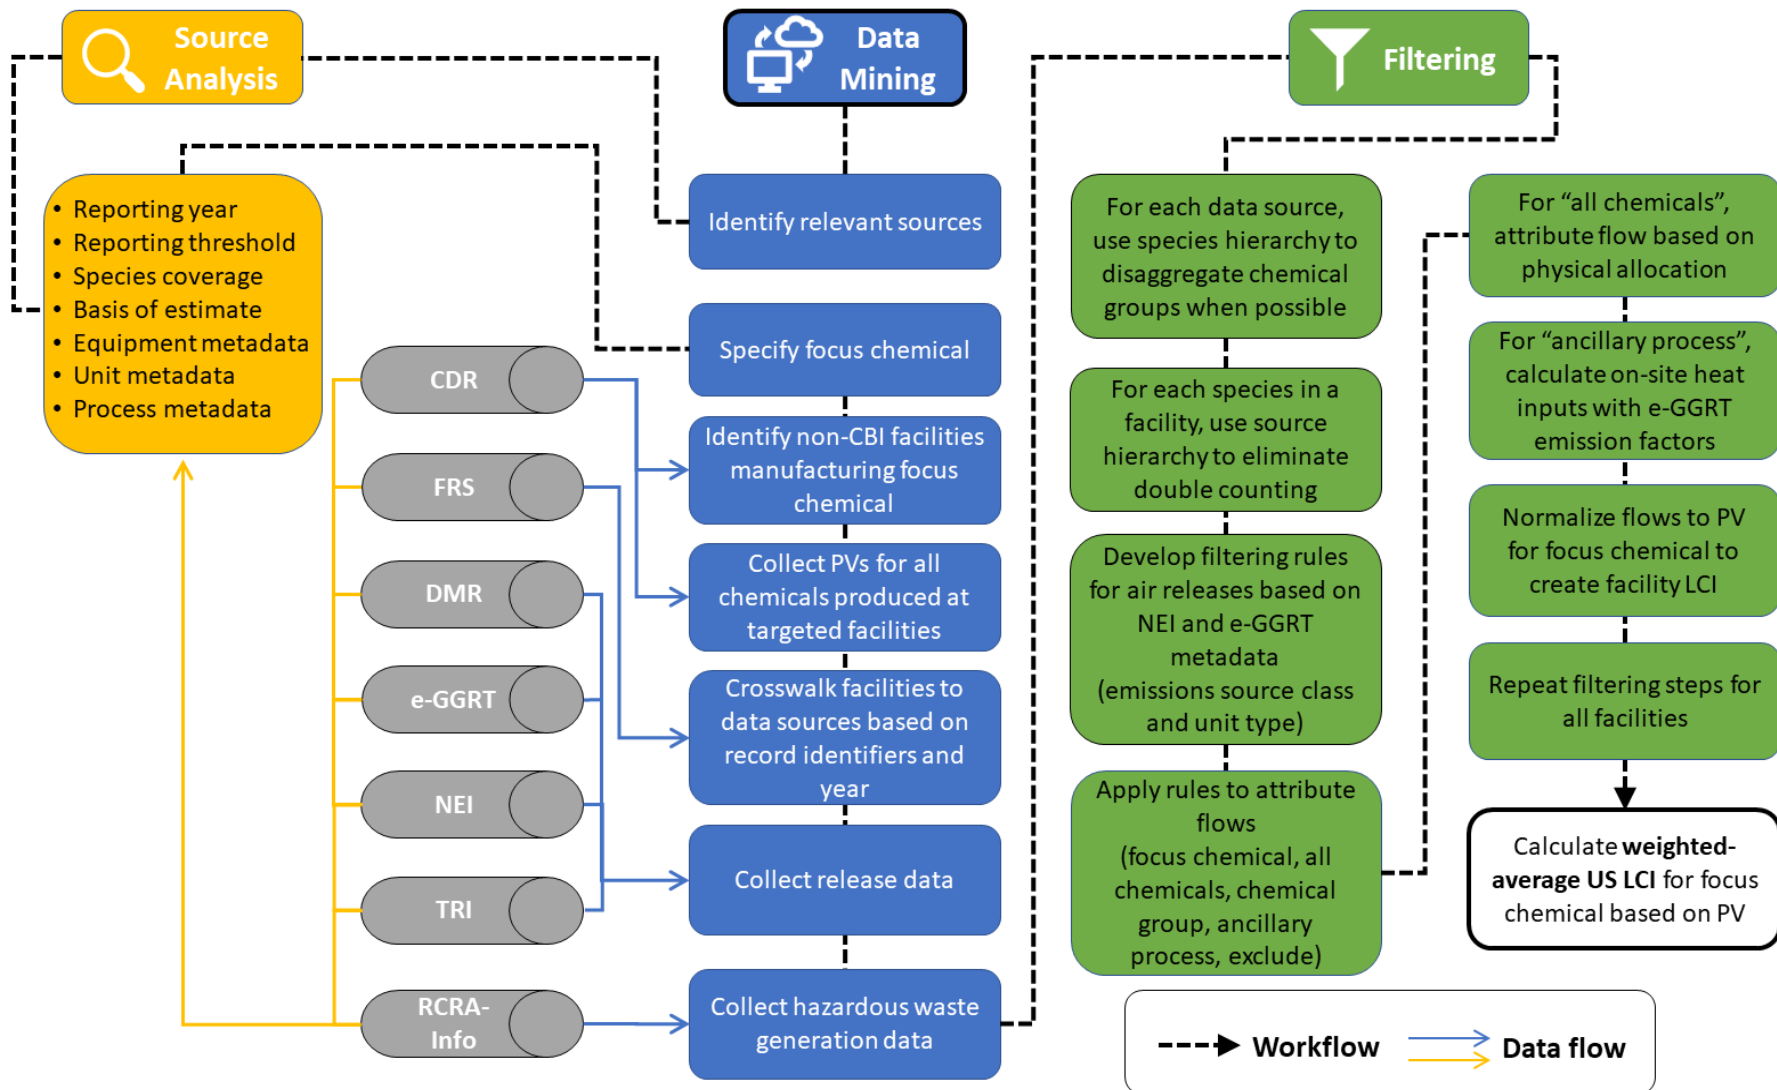 Source
Analysis
Data
Mining
Filtering
• Reporting year
• Reporting threshold
• Species coverage
• Basis of estimate
• Equipment metadata
• Unit metadata
• Process metadata
CDR
FRS
DMR
e-GGRT
NEI
TRI
RCRA-
Info
Identify relevant sources
Specify focus chemical
Identify non-CBI facilities
manufacturing focus
chemical
Collect PVs for all
chemicals produced at
targeted facilities
Crosswalk facilities to
data sources based on
record identifiers and
year
Collect release data
Collect hazardous waste
generation data
For each data source,
use species hierarchy to
disaggregate chemical
groups when possible
For each species in a
facility, use source
hierarchy to eliminate
double counting
Develop filtering rules
for air releases based on
NEI and e-GGRT
metadata
(emissions source class
and unit type)
Apply rules to attribute
flows
(focus chemical, all
chemicals, chemical
group, ancillary
process, exclude)
For “all chemicals”,
attribute flow based on
physical allocation
For “ancillary process”,
calculate on-site heat
inputs with e-GGRT
emission factors
Normalize flows to PV
for focus chemical to
create facility LCI
Repeat filtering steps for
all facilities
Calculate weighted-
average US LCI for focus
chemical based on PV
Workflow
Data flow